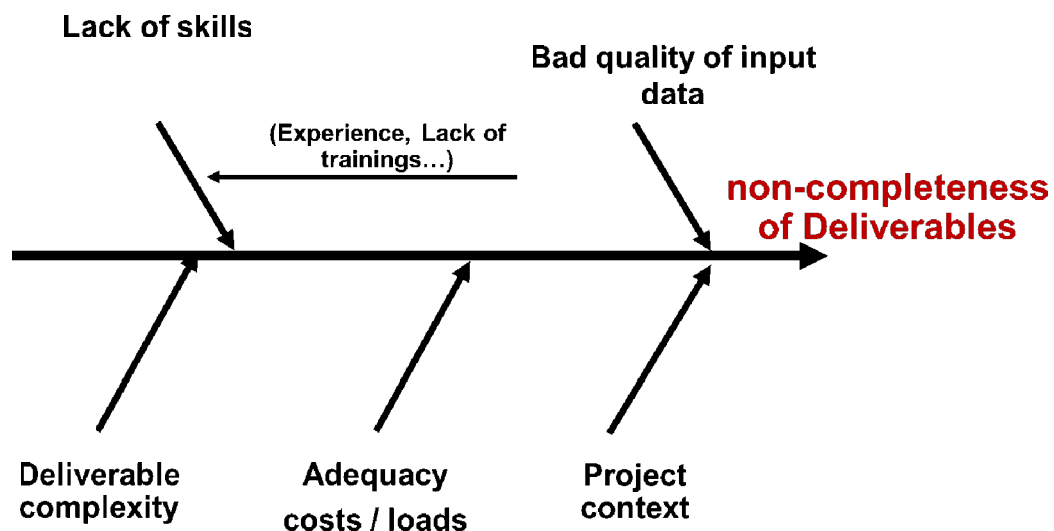 Lack of skills
Bad quality of input
data
(Experience, Lack of
trainings...)
non-completeness
of Deliverables
Deliverable
complexity
Adequacy
costs / loads
Project
context